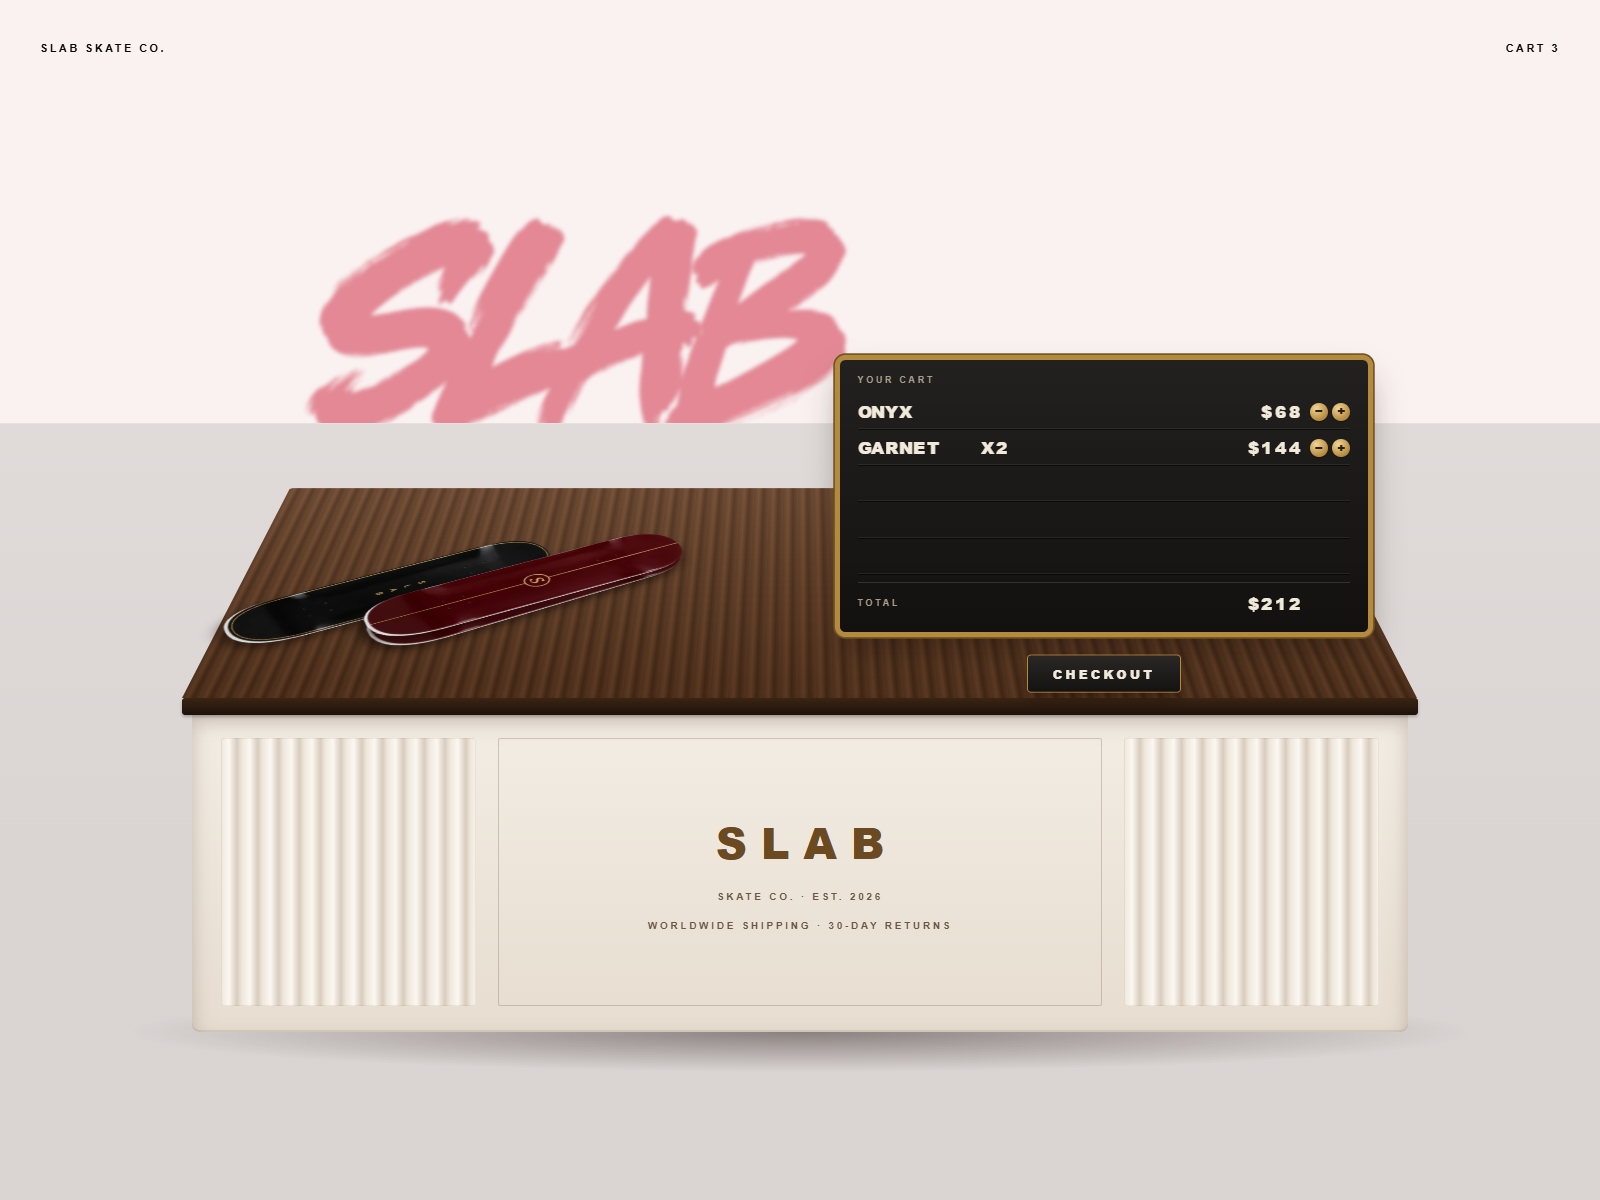 SLAB SKATE CO.
CART 3
SLAB
YOUR CART
ONYX $68 − +
GARNET X2 $144 − +
TOTAL $212
CHECKOUT
SLAB
S
SLAB
SKATE CO. · EST. 2026
WORLDWIDE SHIPPING · 30-DAY RETURNS